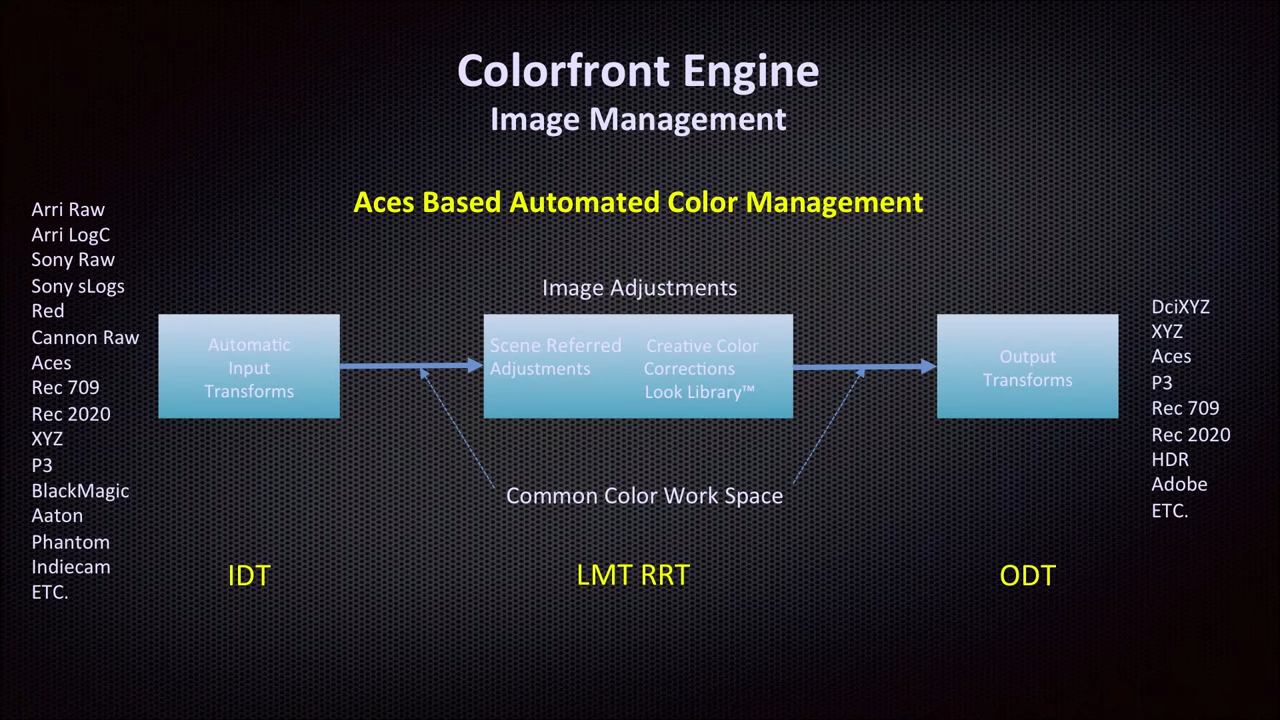 Colorfront Engine
Image Management
Aces Based Automated Color Management
Arri Raw
Arri LogC
Sony Raw
Sony sLogs
Red
Cannon Raw
Aces
Rec 709
Rec 2020
XYZ
P3
BlackMagic
Aaton
Phantom
Indiecam
ETC.
Automatic
Input
Transforms
IDT
Image Adjustments
Scene Referred
Adjustments
Creative Color
Corrections
Look Library™
Common Color Work Space
LMT RRT
Output
Transforms
ODT
DciXYZ
XYZ
Aces
P3
Rec 709
Rec 2020
HDR
Adobe
ETC.